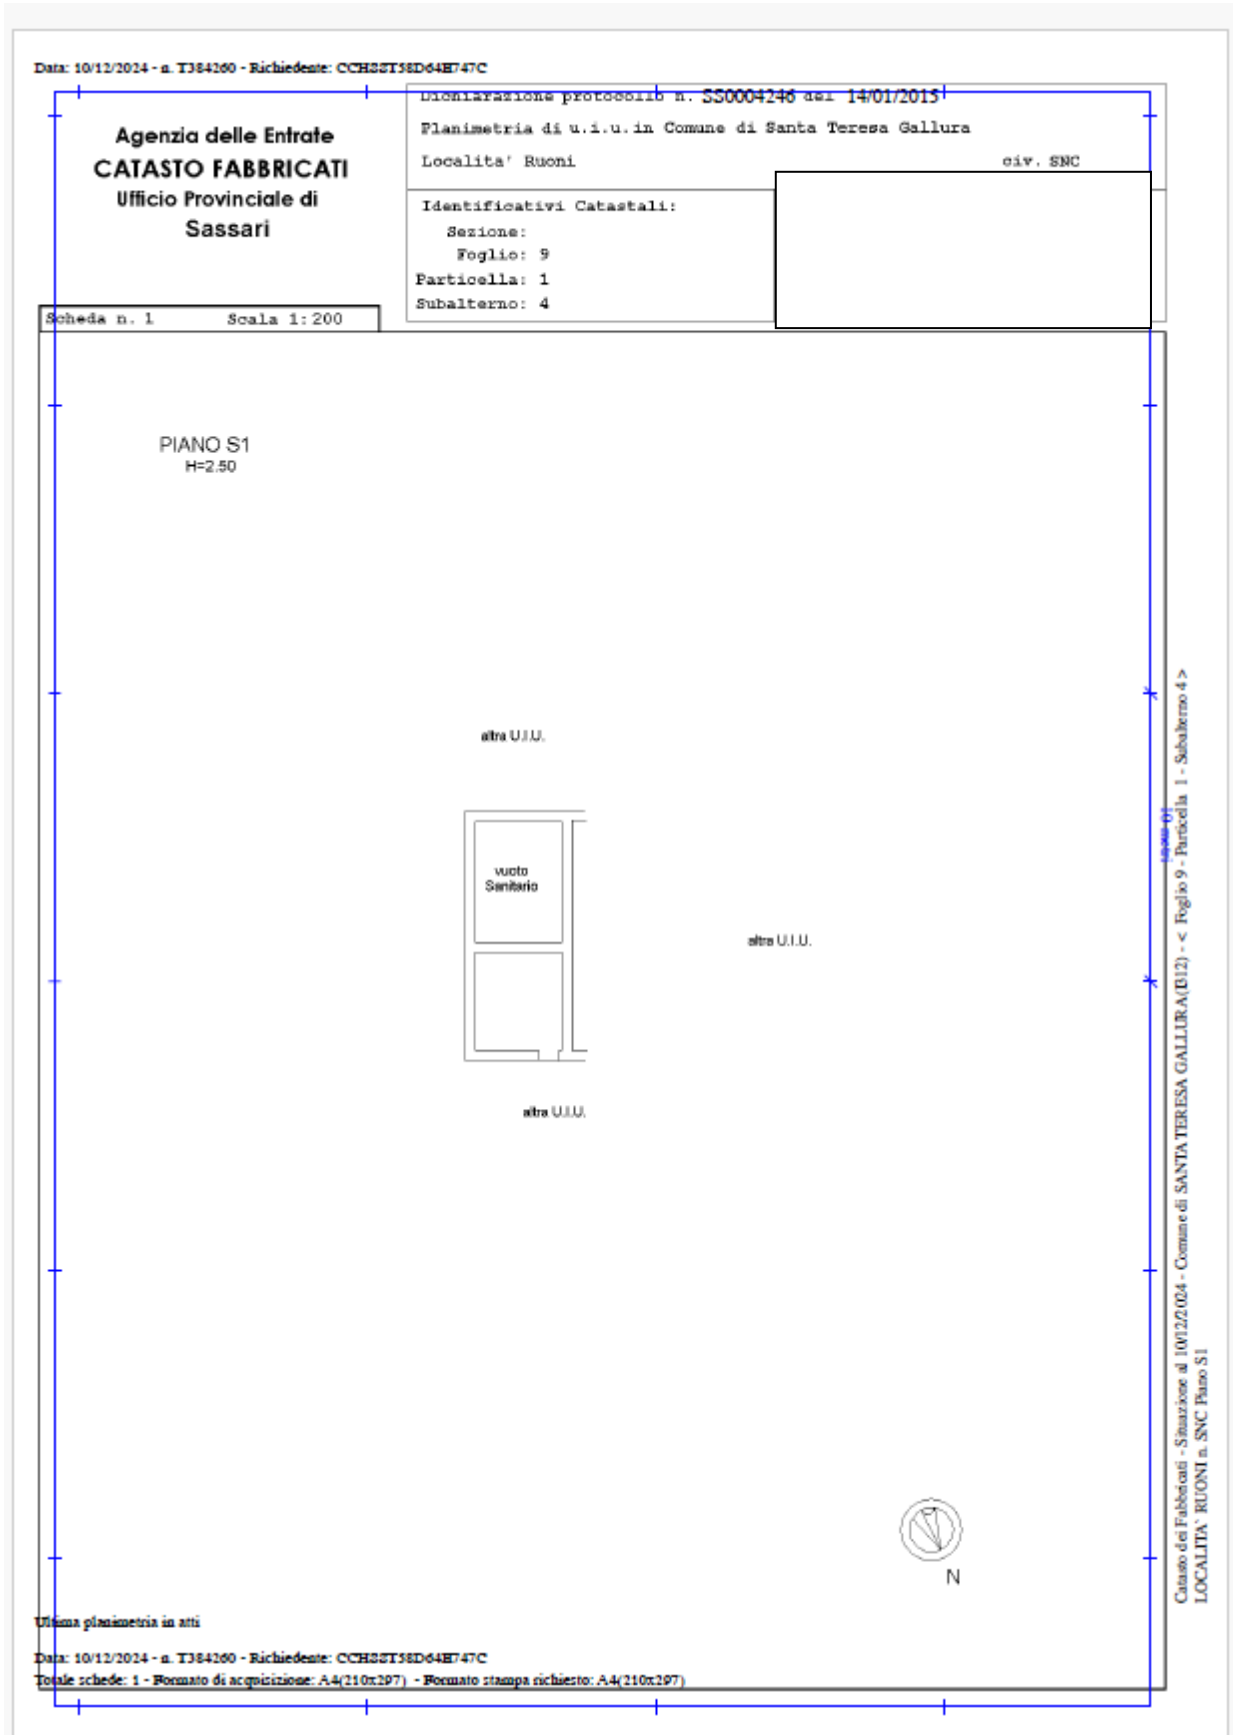 Data: 10/12/2024 - n. T384260 - Richiedente: CCHSST58D64H747C
Agenzia delle Entrate
CATASTO FABBRICATI
Ufficio Provinciale di
Sassari
Dichiarazione protocollo n. SS0004246 del 14/01/2015
Planimetria di u.i.u.in Comune di Santa Teresa Gallura
Localita' Ruoni civ. SNC
Identificativi Catastali:
Sezione:
Foglio: 9
Particella: 1
Subalterno: 4
Scheda n. 1 Scala 1:200
PIANO S1
H=2.50
altra U.I.U.
vuoto
Sanitario
altra U.I.U.
altra U.I.U.
N
10 metri
Catasto dei Fabbricati - Situazione al 10/12/2024 - Comune di SANTA TERESA GALLURA(I312) - < Foglio 9 - Particella 1 - Subalterno 4 >
LOCALITA` RUONI n. SNC Piano S1
Ultima planimetria in atti
Data: 10/12/2024 - n. T384260 - Richiedente: CCHSST58D64H747C
Totale schede: 1 - Formato di acquisizione: A4(210x297) - Formato stampa richiesto: A4(210x297)